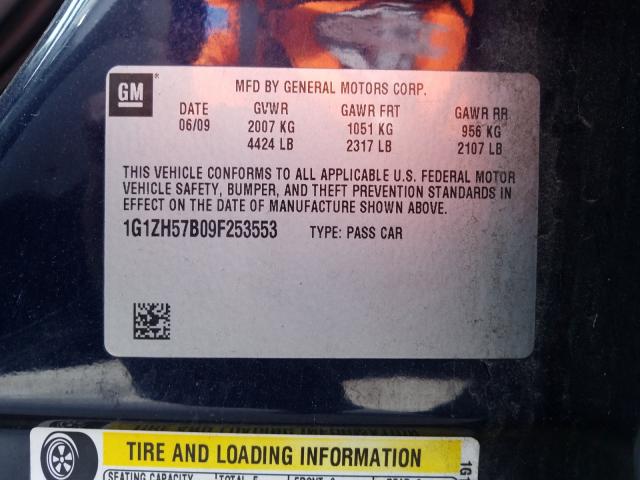 GM
MFD BY GENERAL MOTORS CORP.
DATE GVWR GAWR FRT GAWR RR
06/09 2007 KG 1051 KG 956 KG
4424 LB 2317 LB 2107 LB
THIS VEHICLE CONFORMS TO ALL APPLICABLE U.S. FEDERAL MOTOR
VEHICLE SAFETY, BUMPER, AND THEFT PREVENTION STANDARDS IN
EFFECT ON THE DATE OF MANUFACTURE SHOWN ABOVE.
1G1ZH57B09F253553 TYPE: PASS CAR
TIRE AND LOADING INFORMATION
SEATING CAPACITY